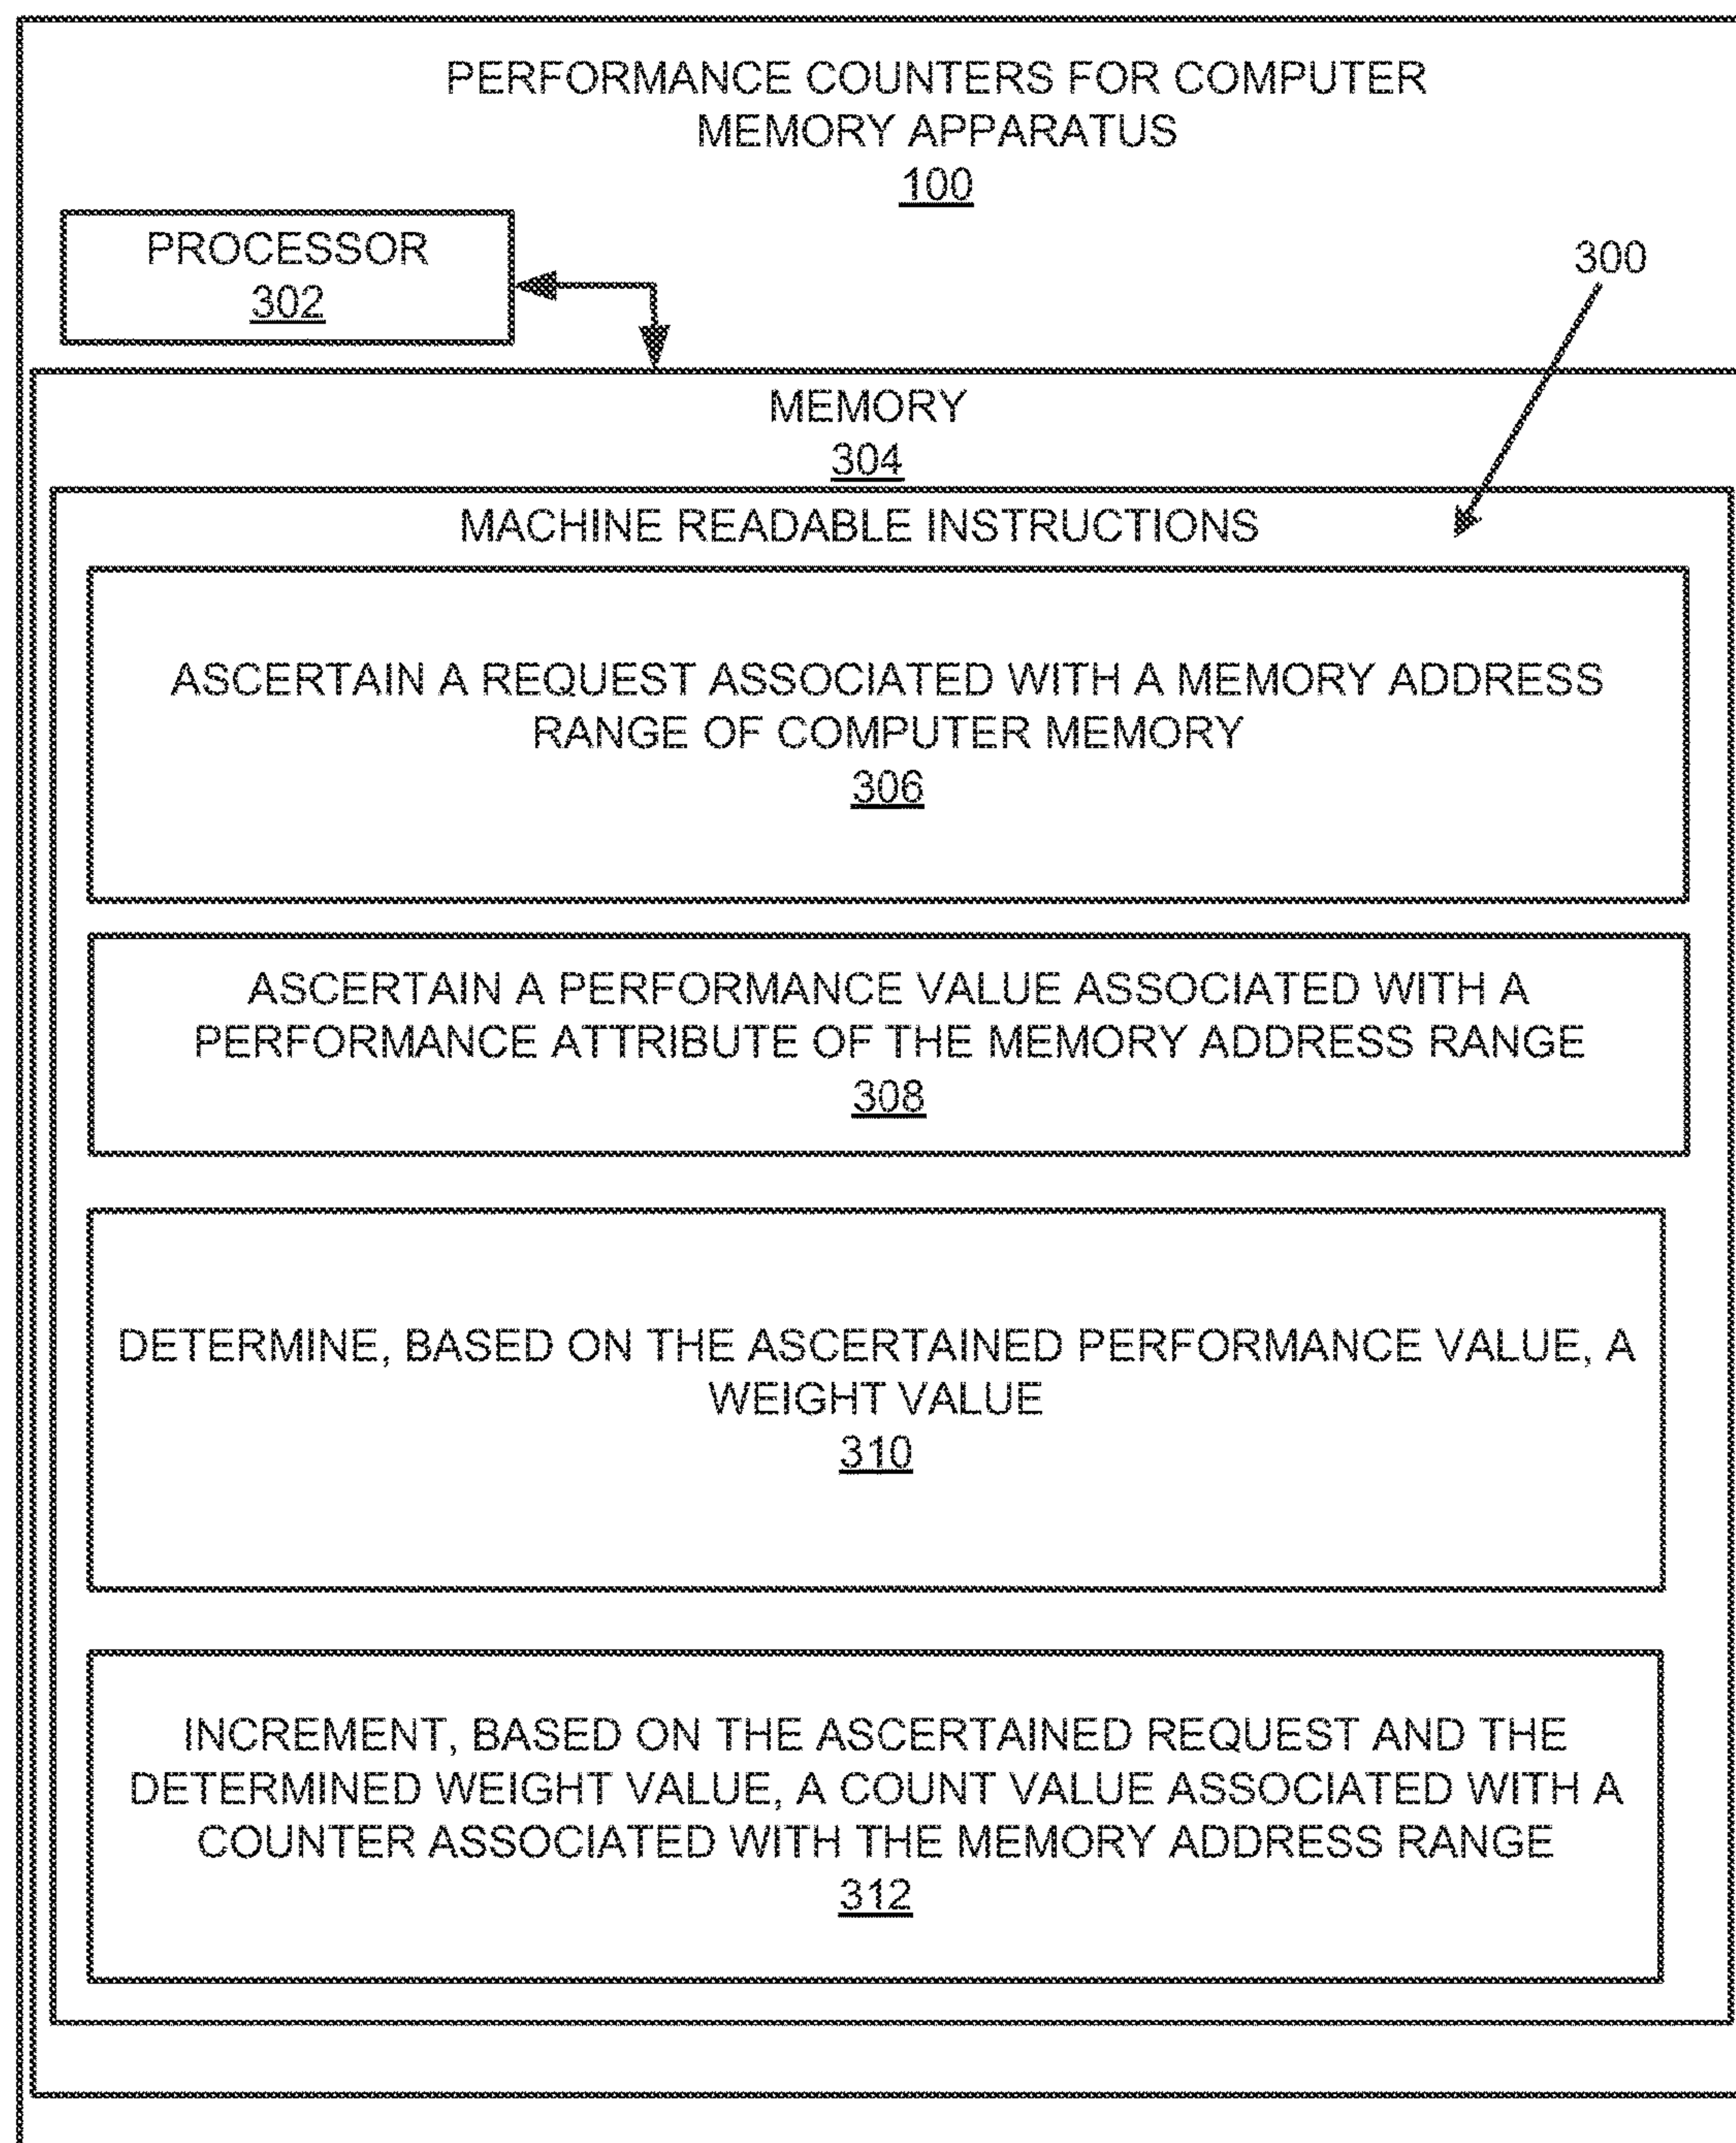 PERFORMANCE COUNTERS FOR COMPUTER
MEMORY APPARATUS
100
PROCESSOR
302
300
MEMORY
304
MACHINE READABLE INSTRUCTIONS
ASCERTAIN A REQUEST ASSOCIATED WITH A MEMORY ADDRESS
RANGE OF COMPUTER MEMORY
306
ASCERTAIN A PERFORMANCE VALUE ASSOCIATED WITH A
PERFORMANCE ATTRIBUTE OF THE MEMORY ADDRESS RANGE
308
DETERMINE, BASED ON THE ASCERTAINED PERFORMANCE VALUE, A
WEIGHT VALUE
310
INCREMENT, BASED ON THE ASCERTAINED REQUEST AND THE
DETERMINED WEIGHT VALUE, A COUNT VALUE ASSOCIATED WITH A
COUNTER ASSOCIATED WITH THE MEMORY ADDRESS RANGE
312